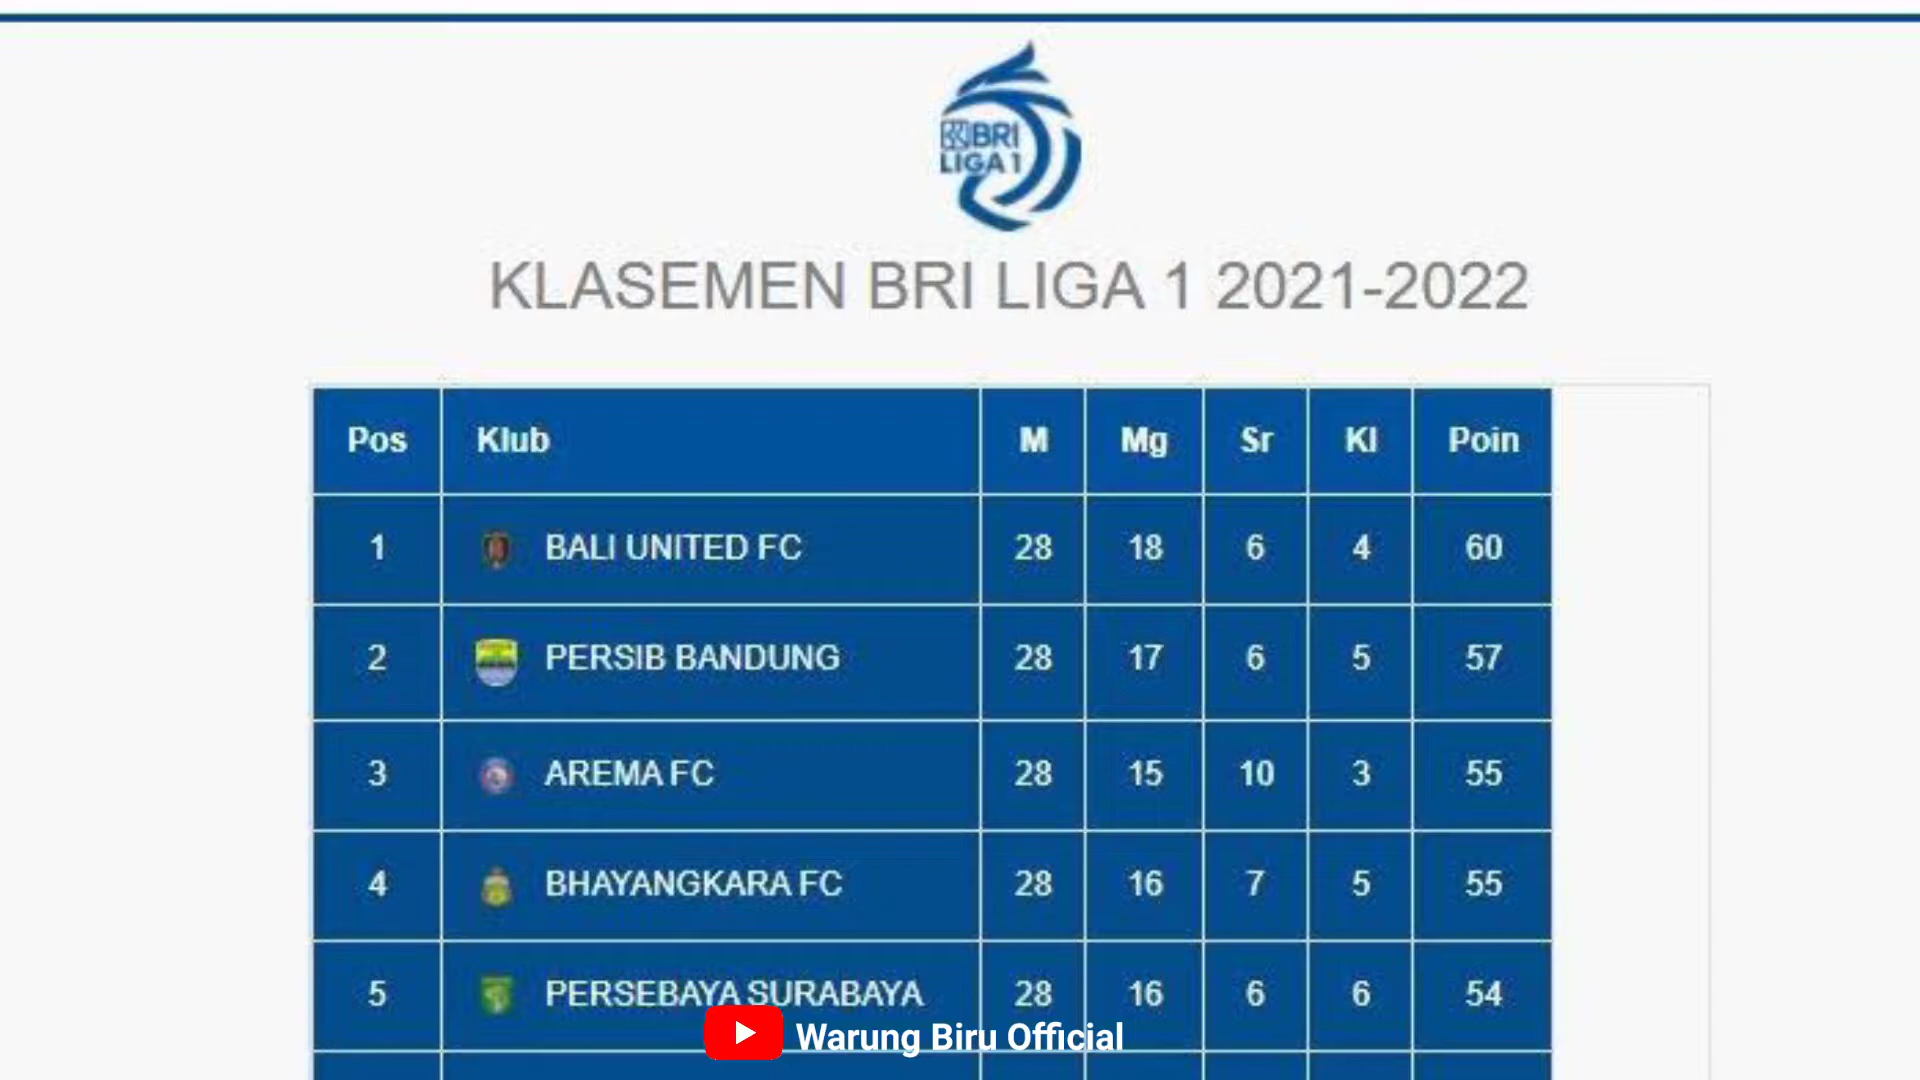 BRI
LIGA 1
KLASEMEN BRI LIGA 1 2021-2022
Pos Klub M Mg Sr Kl Poin
1 BALI UNITED FC 28 18 6 4 60
2 PERSIB BANDUNG 28 17 6 5 57
3 AREMA FC 28 15 10 3 55
4 BHAYANGKARA FC 28 16 7 5 55
5 PERSEBAYA SURABAYA 28 16 6 6 54
Warung Biru Official